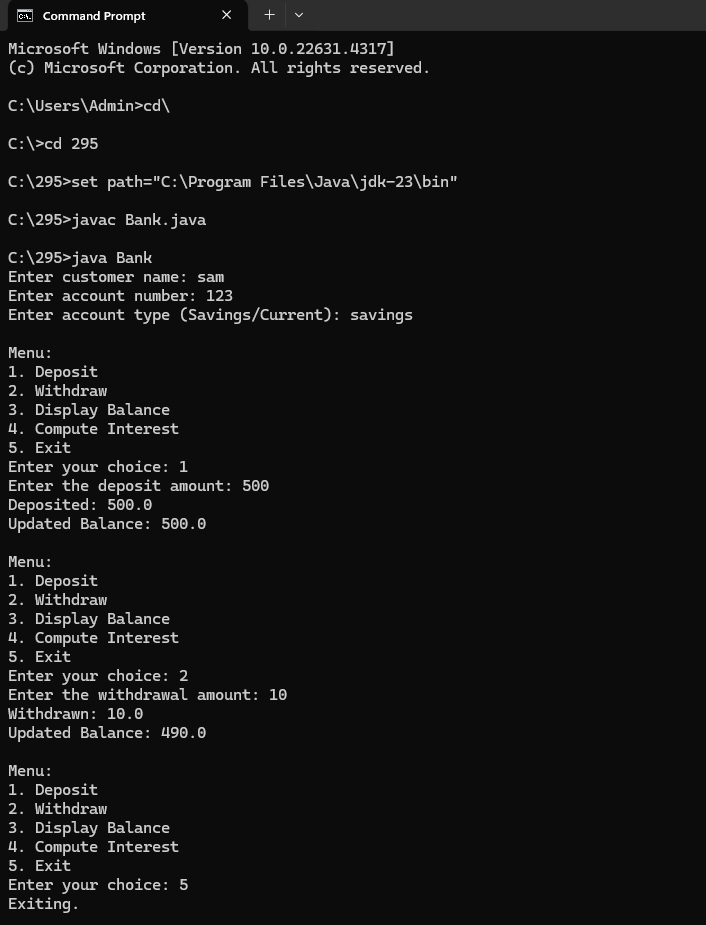 Command Prompt
Microsoft Windows [Version 10.0.22631.4317]
(c) Microsoft Corporation. All rights reserved.

C:\Users\Admin>cd\

C:\>cd 295

C:\295>set path="C:\Program Files\Java\jdk-23\bin"

C:\295>javac Bank.java

C:\295>java Bank
Enter customer name: sam
Enter account number: 123
Enter account type (Savings/Current): savings

Menu:
1. Deposit
2. Withdraw
3. Display Balance
4. Compute Interest
5. Exit
Enter your choice: 1
Enter the deposit amount: 500
Deposited: 500.0
Updated Balance: 500.0

Menu:
1. Deposit
2. Withdraw
3. Display Balance
4. Compute Interest
5. Exit
Enter your choice: 2
Enter the withdrawal amount: 10
Withdrawn: 10.0
Updated Balance: 490.0

Menu:
1. Deposit
2. Withdraw
3. Display Balance
4. Compute Interest
5. Exit
Enter your choice: 5
Exiting.